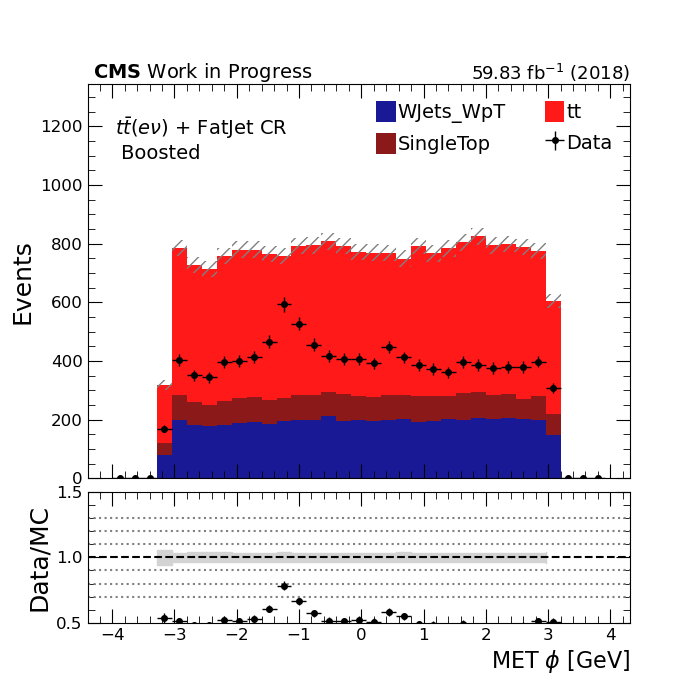 CMS Work in Progress 59.83 fb⁻¹ (2018)
tt̄(eν) + FatJet CR
Boosted
WJets_WpT tt
SingleTop Data
Events
1200
1000
800
600
400
200
0
Data/MC
1.5
1.0
0.5
−4 −3 −2 −1 0 1 2 3 4
MET ϕ [GeV]